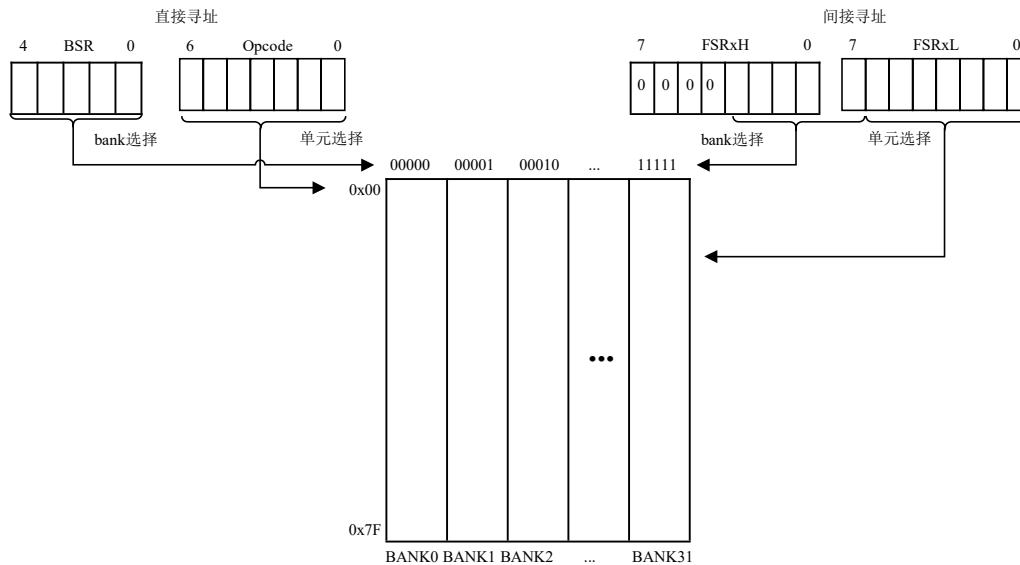 直接寻址 间接寻址
4 BSR 0 6 Opcode 0 7 FSRxH 0 7 FSRxL 0
0 0 0 0
bank选择 单元选择 bank选择 单元选择
00000 00001 00010 ... 11111
0x00
•••
0x7F
BANK0 BANK1 BANK2 ... BANK31